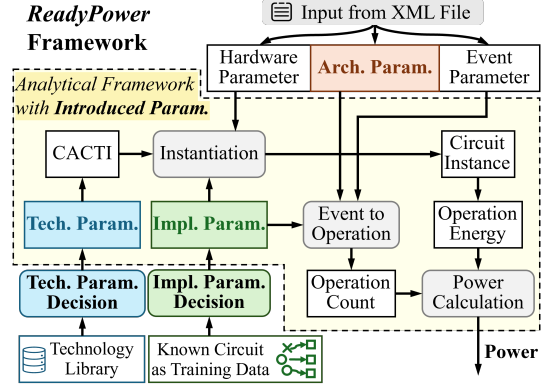 ReadyPower
Framework
Input from XML File
Hardware
Parameter
Arch. Param.
Event
Parameter
Analytical Framework
with Introduced Param.
CACTI
Instantiation
Circuit
Instance
Tech. Param.
Impl. Param.
Event to
Operation
Operation
Energy
Tech. Param.
Decision
Impl. Param.
Decision
Operation
Count
Power
Calculation
Technology
Library
Known Circuit
as Training Data
Power